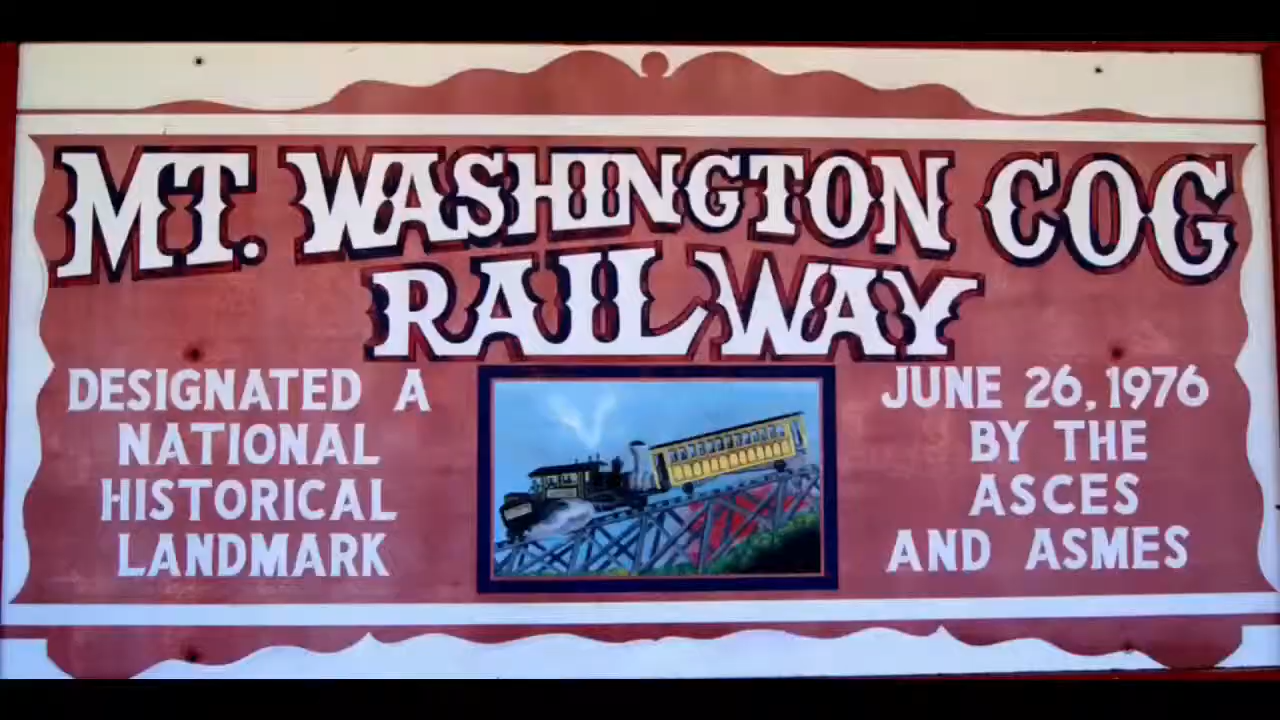 MT. WASHINGTON COG
RAILWAY
DESIGNATED A
NATIONAL
HISTORICAL
LANDMARK
JUNE 26, 1976
BY THE
ASCES
AND ASMES